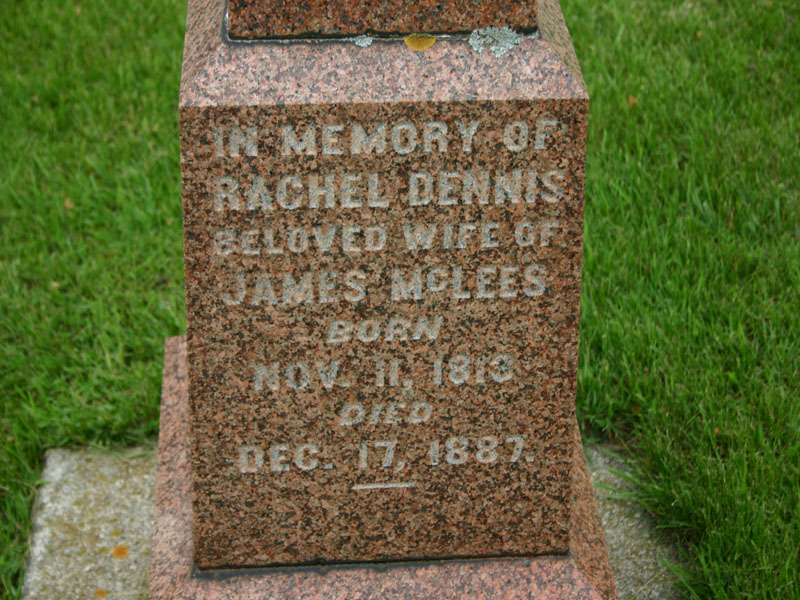 IN MEMORY OF
RACHEL DENNIS
BELOVED WIFE OF
JAMES McLEES
BORN
NOV. 11, 1813
DIED
DEC. 17, 1887.